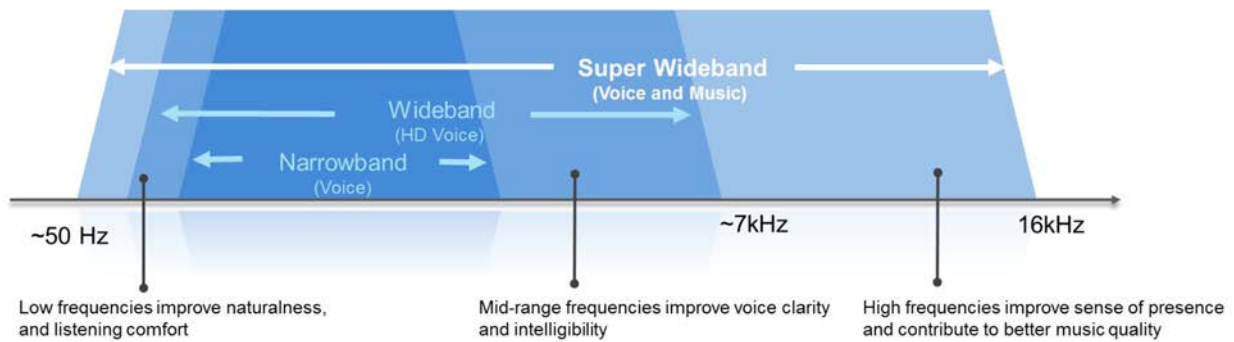 Super Wideband
(Voice and Music)
Wideband
(HD Voice)
Narrowband
(Voice)
~50 Hz
~7kHz
16kHz
Low frequencies improve naturalness,
and listening comfort
Mid-range frequencies improve voice clarity
and intelligibility
High frequencies improve sense of presence
and contribute to better music quality